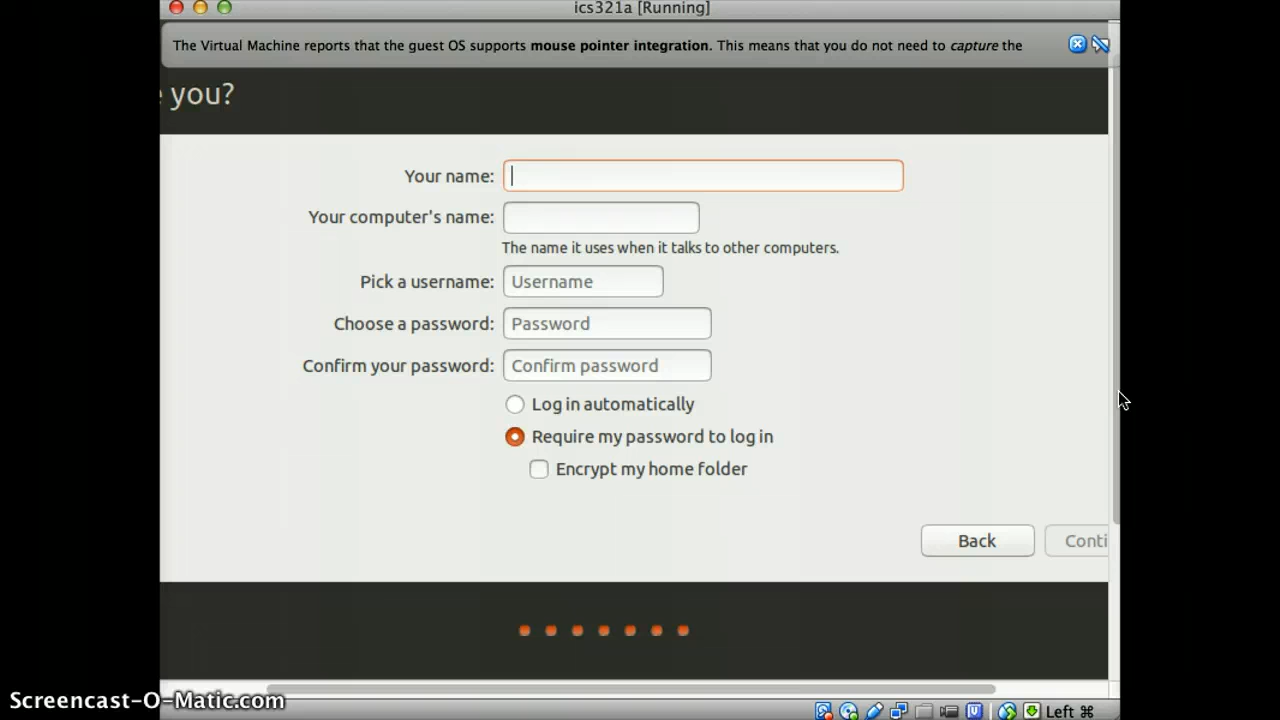 ics321a [Running]
The Virtual Machine reports that the guest OS supports mouse pointer integration. This means that you do not need to capture the
you?
Your name:
Your computer's name:
The name it uses when it talks to other computers.
Pick a username: Username
Choose a password: Password
Confirm your password: Confirm password
Log in automatically
Require my password to log in
Encrypt my home folder
Back Conti
Screencast-O-Matic.com
Left ⌘